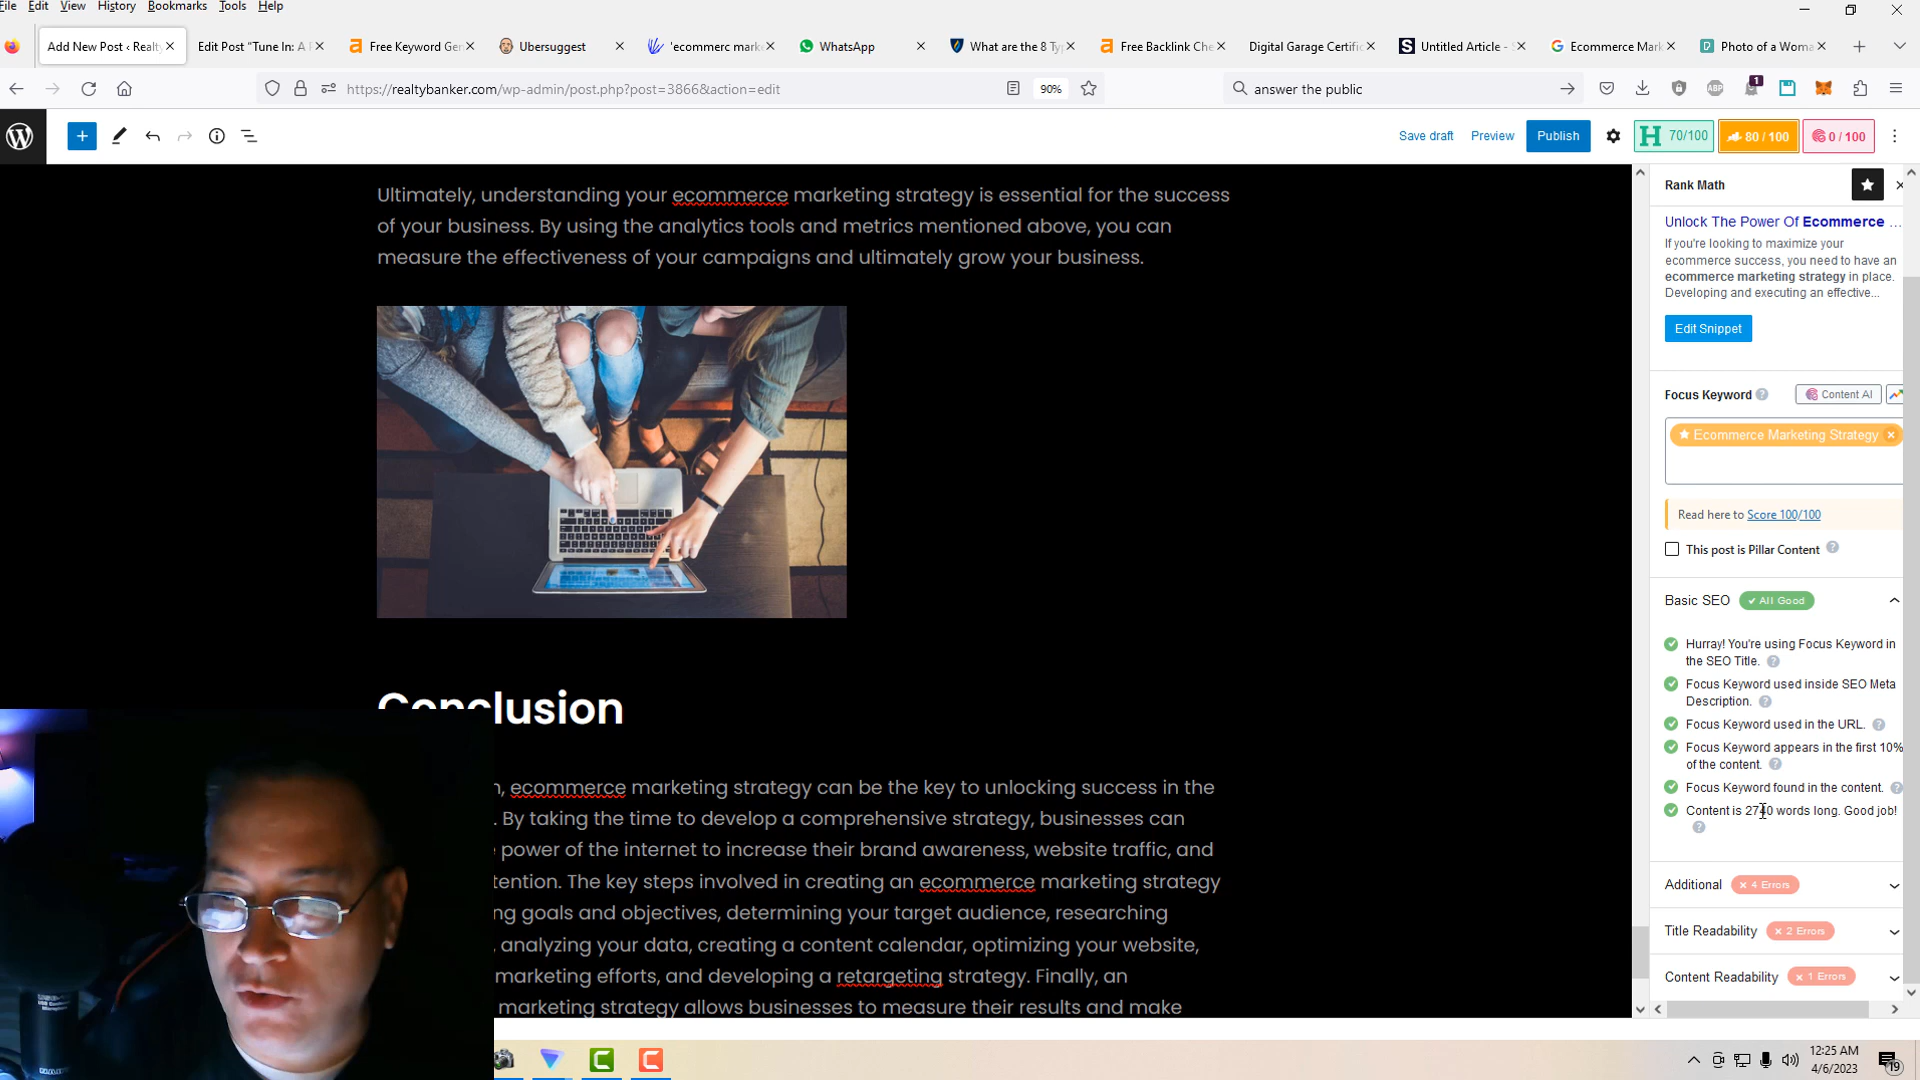 File Edit View History Bookmarks Tools Help
Add New Post ‹ Realty
Edit Post "Tune In: A
Free Keyword Gen
Ubersuggest
'ecommerc mark
WhatsApp
What are the 8 Ty
Free Backlink Che
Digital Garage Certific
Untitled Article - S
Ecommerce Mark
Photo of a Woma
https://realtybanker.com/wp-admin/post.php?post=3866&action=edit
90%
answer the public
1
Save draft Preview Publish 70/100 80 / 100 0 / 100
Ultimately, understanding your ecommerce marketing strategy is essential for the success
of your business. By using the analytics tools and metrics mentioned above, you can
measure the effectiveness of your campaigns and ultimately grow your business.
Conclusion
ecommerce marketing strategy can be the key to unlocking success in the
. By taking the time to develop a comprehensive strategy, businesses can
power of the internet to increase their brand awareness, website traffic, and
tention. The key steps involved in creating an ecommerce marketing strategy
ng goals and objectives, determining your target audience, researching
, analyzing your data, creating a content calendar, optimizing your website,
marketing efforts, and developing a retargeting strategy. Finally, an
marketing strategy allows businesses to measure their results and make
Rank Math
Unlock The Power Of Ecommerce ...
If you're looking to maximize your
ecommerce success, you need to have an
ecommerce marketing strategy in place.
Developing and executing an effective...
Edit Snippet
Focus Keyword Content AI
Ecommerce Marketing Strategy
Read here to Score 100/100
This post is Pillar Content
Basic SEO All Good
Hurray! You're using Focus Keyword in
the SEO Title.
Focus Keyword used inside SEO Meta
Description.
Focus Keyword used in the URL.
Focus Keyword appears in the first 10%
of the content.
Focus Keyword found in the content.
Content is words long. Good job!
Additional 4 Errors
Title Readability 2 Errors
Content Readability 1 Errors
12:25 AM
4/6/2023
19